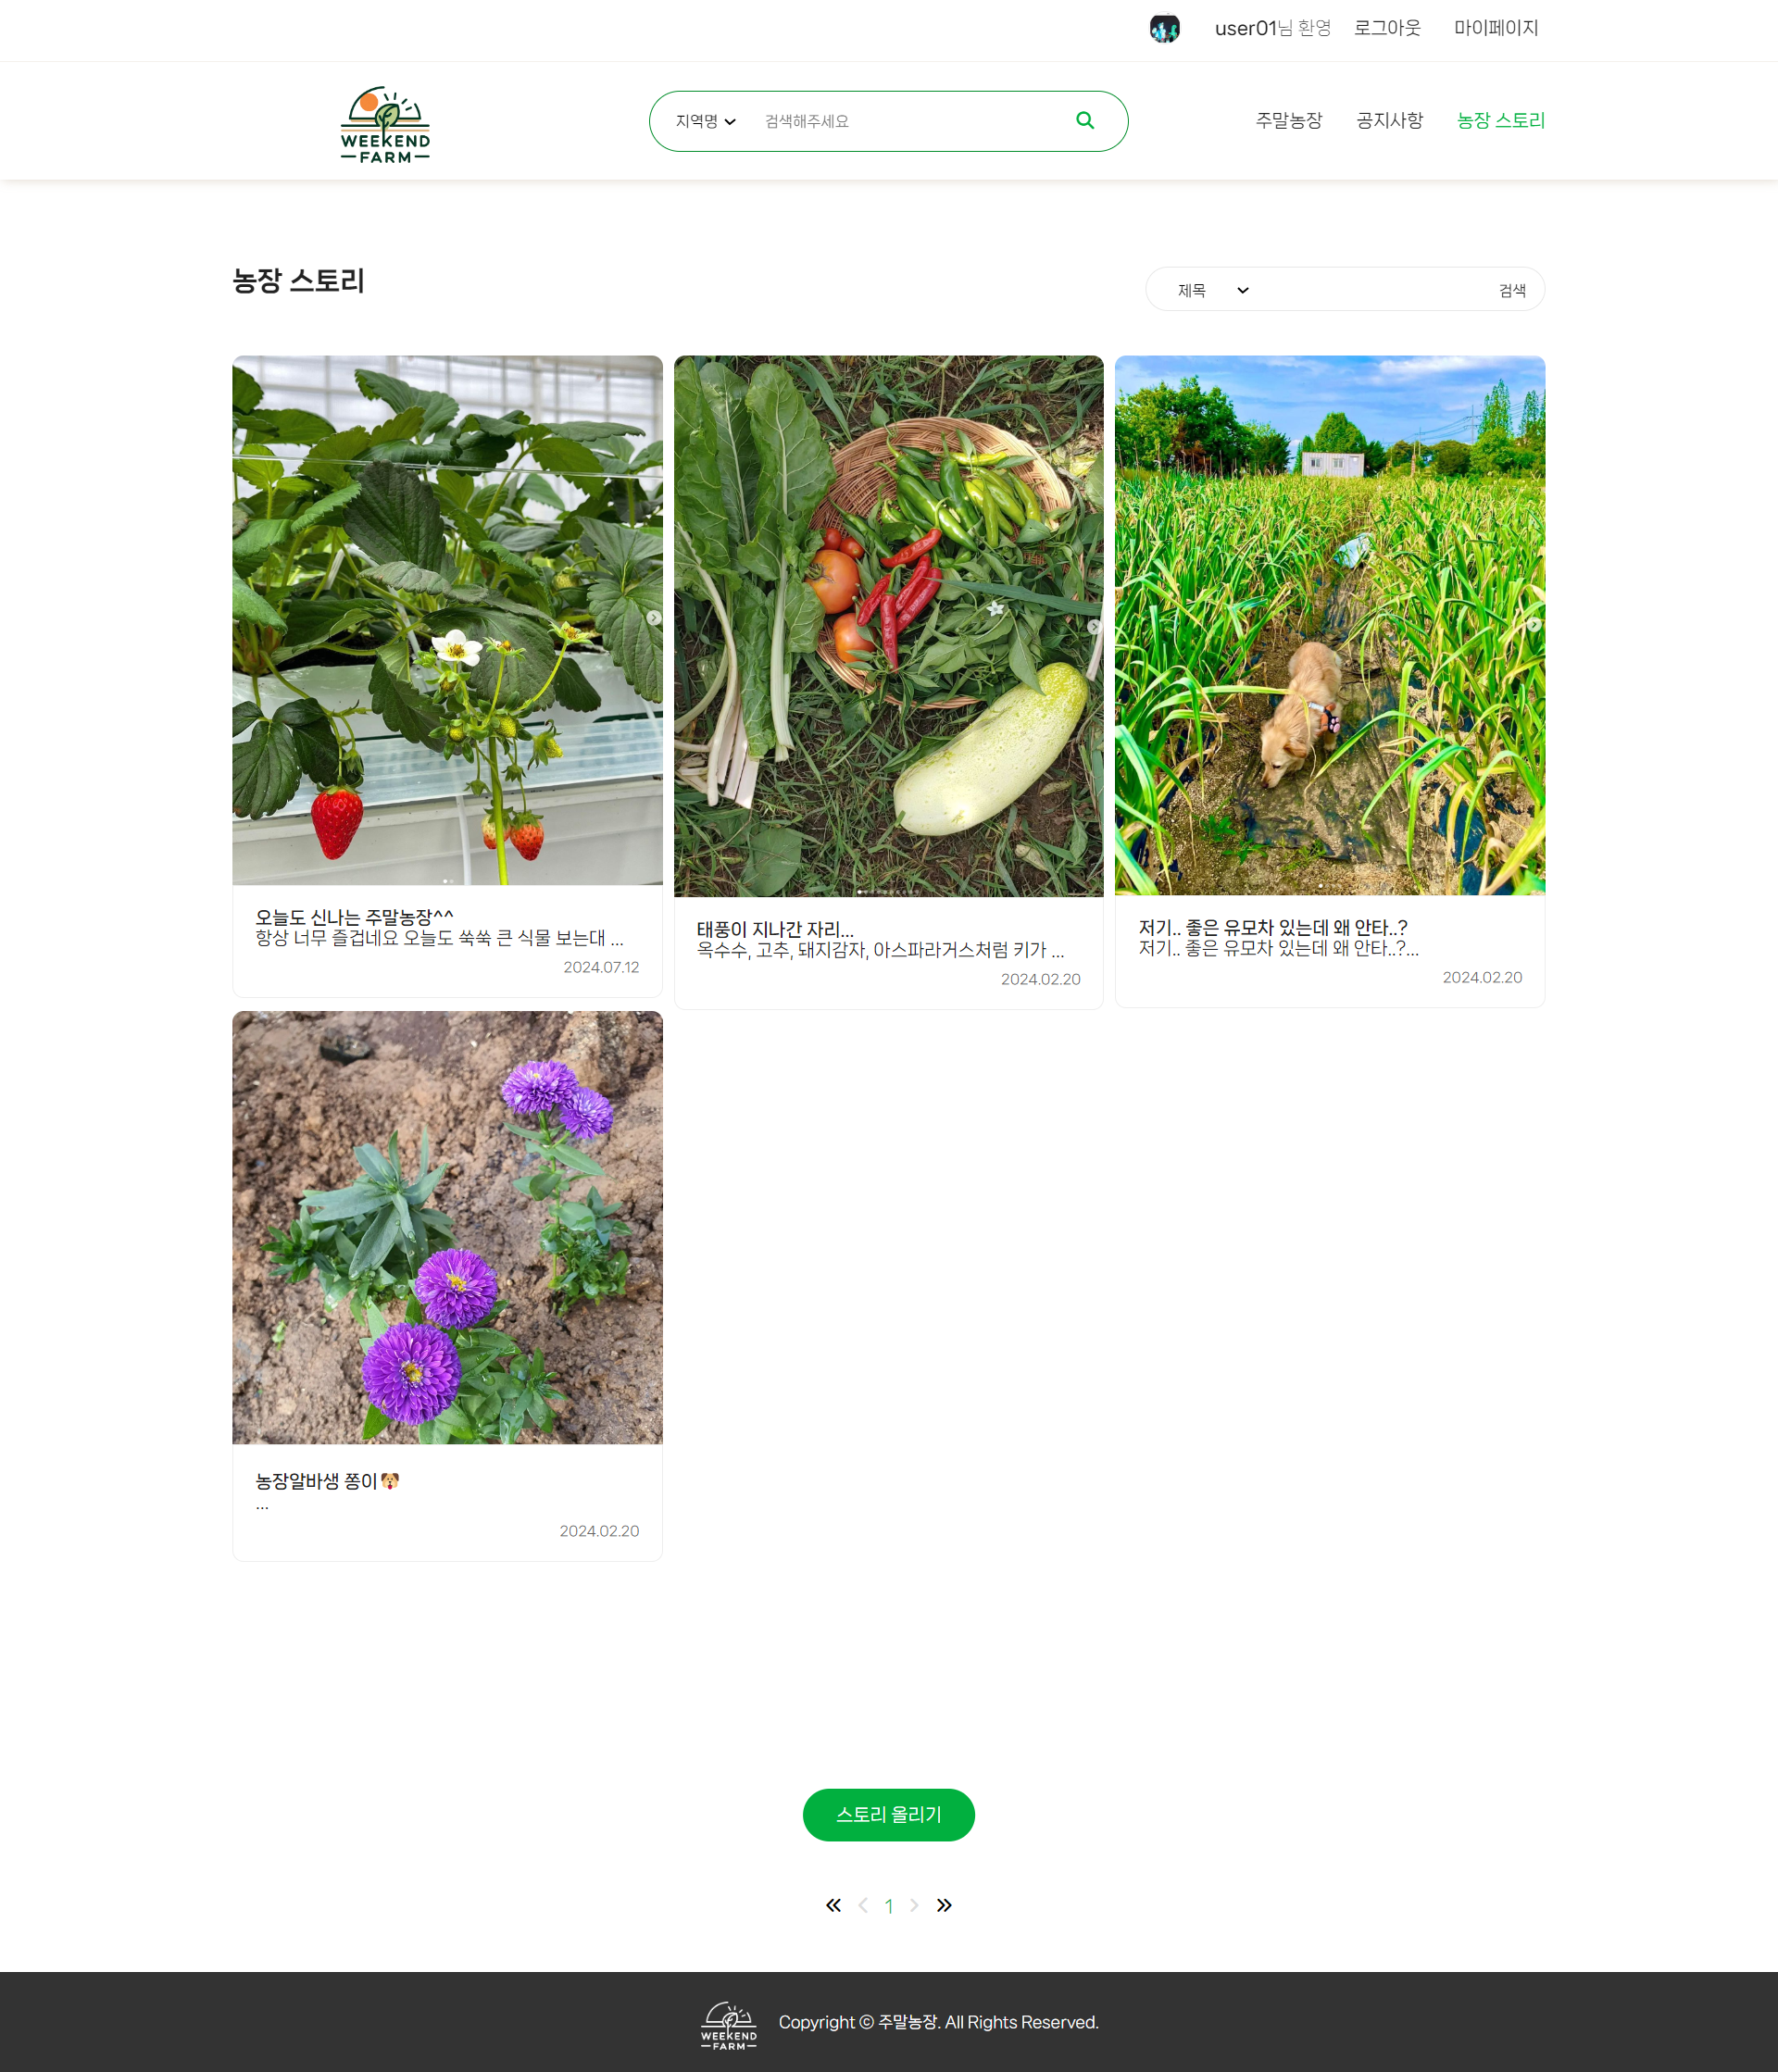 user01님 환영 로그아웃 마이페이지
WEEKEND
FARM
지역명 검색해주세요
주말농장 공지사항 농장 스토리
농장 스토리
제목 검색
오늘도 신나는 주말농장^^
항상 너무 즐겁네요 오늘도 쑥쑥 큰 식물 보는대 ...
2024.07.12
태풍이 지나간 자리...
옥수수, 고추, 돼지감자, 아스파라거스처럼 키가 ...
2024.02.20
저기.. 좋은 유모차 있는데 왜 안타..?
저기.. 좋은 유모차 있는데 왜 안타..?...
2024.02.20
농장알바생 쫑이🐶
...
2024.02.20
스토리 올리기
1
WEEKEND
FARM
Copyright ⓒ 주말농장. All Rights Reserved.